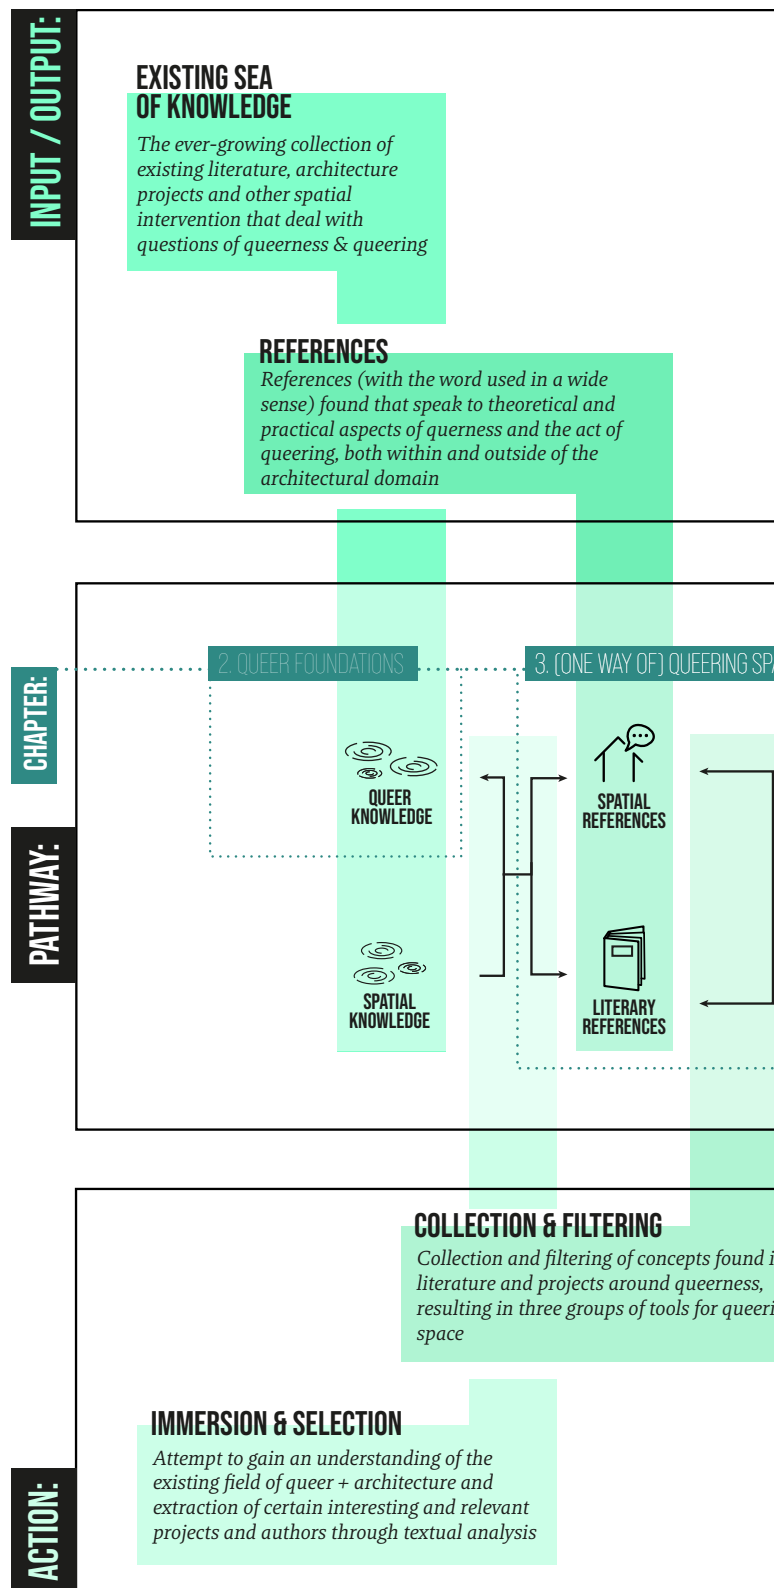 INPUT / OUTPUT:
EXISTING SEA
OF KNOWLEDGE
The ever-growing collection of
existing literature, architecture
projects and other spatial
intervention that deal with
questions of queerness & queering
REFERENCES
References (with the word used in a wide
sense) found that speak to theoretical and
practical aspects of querness and the act of
queering, both within and outside of the
architectural domain
CHAPTER:
2. QUEER FOUNDATIONS
3. (ONE WAY OF) QUEERING SPA
PATHWAY:
QUEER
KNOWLEDGE
SPATIAL
REFERENCES
SPATIAL
KNOWLEDGE
LITERARY
REFERENCES
COLLECTION & FILTERING
Collection and filtering of concepts found i
literature and projects around queerness,
resulting in three groups of tools for queeri
space
IMMERSION & SELECTION
Attempt to gain an understanding of the
existing field of queer + architecture and
extraction of certain interesting and relevant
projects and authors through textual analysis
ACTION: